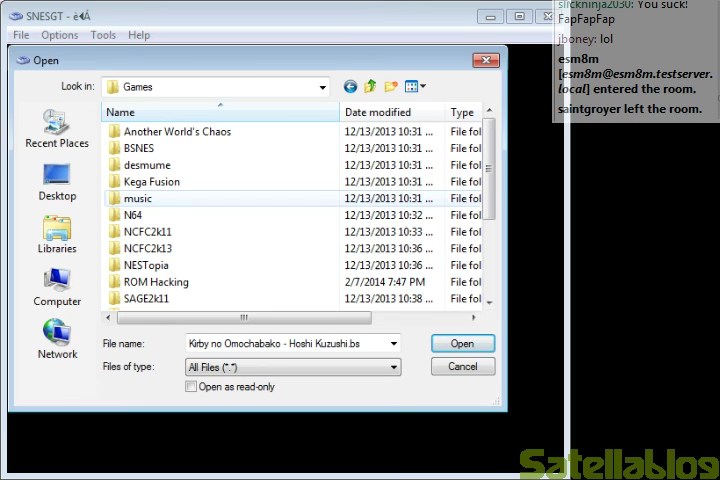 SNESGT - è◀Á
File Options Tools Help
Open
Look in: Games
Name Date modified Type
Another World's Chaos 12/13/2013 10:31 ... File fol
BSNES 12/13/2013 10:31 ... File fol
desmume 12/13/2013 10:31 ... File fol
Kega Fusion 12/13/2013 10:31 ... File fol
music 12/13/2013 10:31 ... File fol
N64 12/13/2013 10:32 ... File fol
NCFC2k11 12/13/2013 10:33 ... File fol
NCFC2k13 12/13/2013 10:36 ... File fol
NESTopia 12/13/2013 10:36 ... File fol
ROM Hacking 2/7/2014 7:47 PM File fol
SAGE2k11 12/13/2013 10:38 ... File fol
Recent Places
Desktop
Libraries
Computer
Network
File name: Kirby no Omochabako - Hoshi Kuzushi.bs Open
Files of type: All Files (*.*) Cancel
Open as read-only
slickninja2030: You suck!
FapFapFap
jboney: lol
esm8m
[esm8m@esm8m.testserver.
local] entered the room.
saintgroyer left the room.
Satellablog